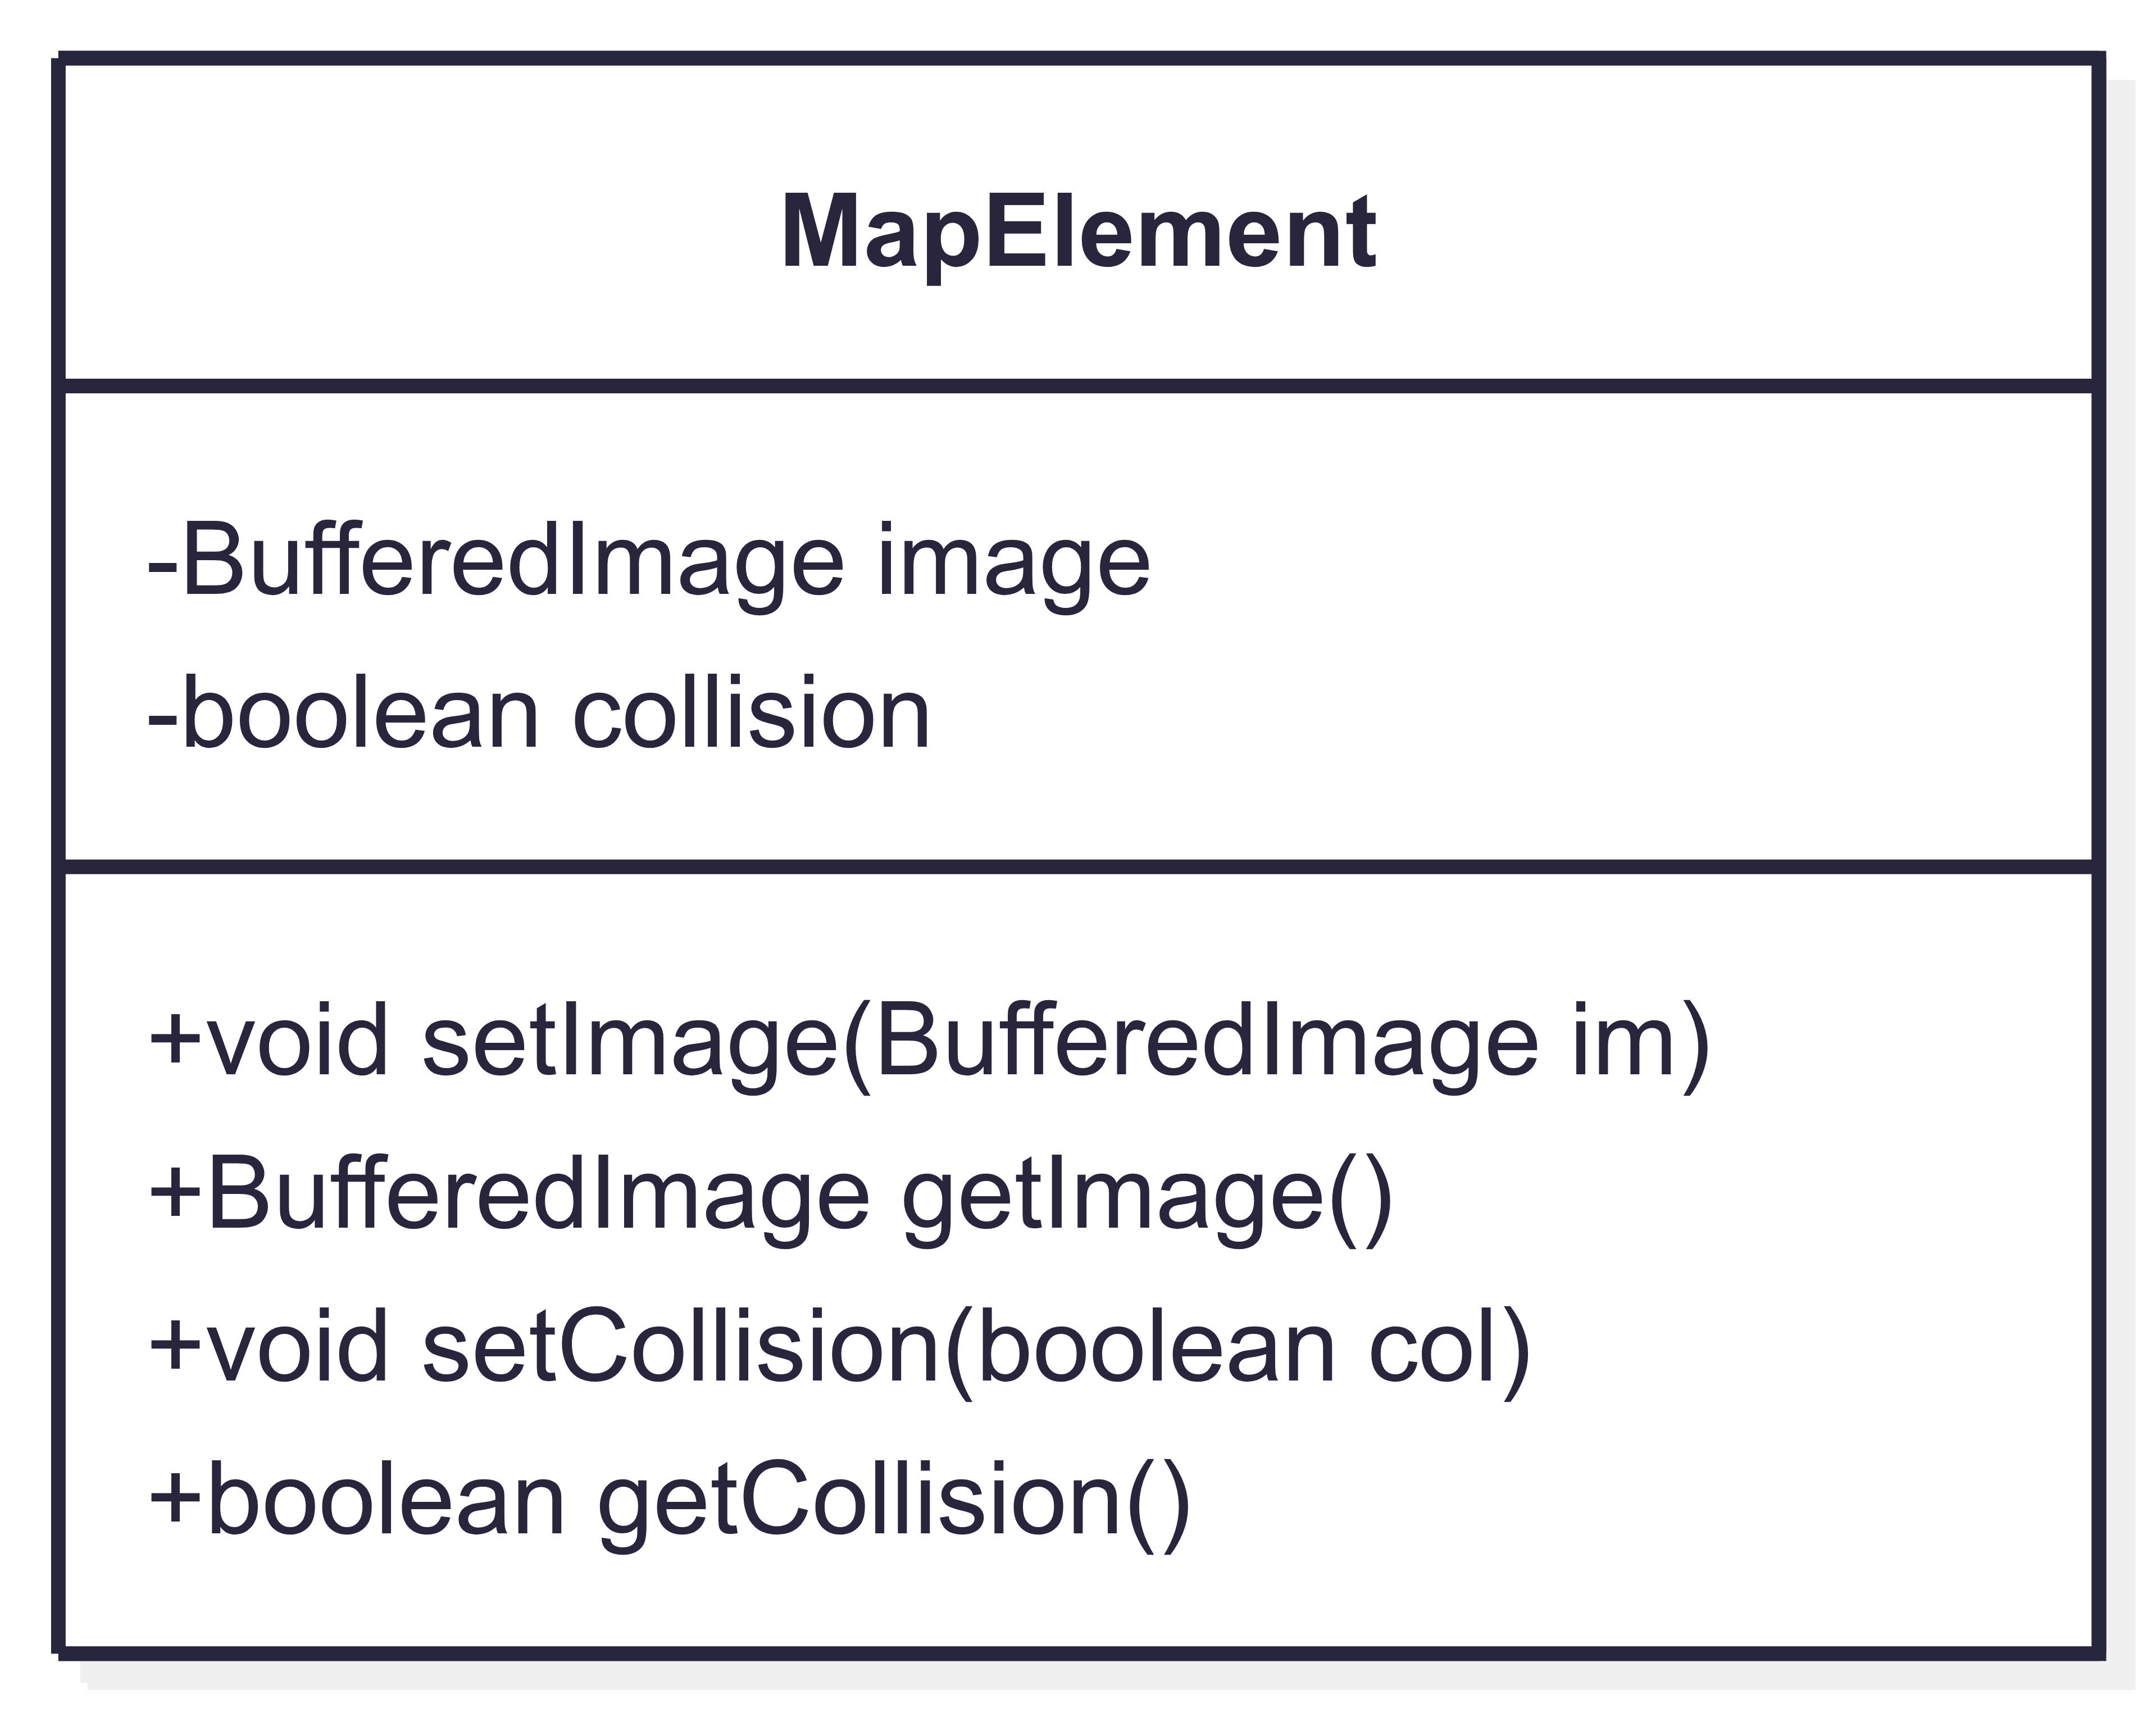 MapElement
-BufferedImage image
-boolean collision
+void setImage(BufferedImage im)
+BufferedImage getImage()
+void setCollision(boolean col)
+boolean getCollision()